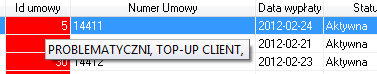 Id umowy Numer Umowy Data wypłaty Statu
5 14411 2012-02-24 Aktywna
PROBLEMATYCZNI, TOP-UP CLIENT, 2012-02-21 Aktywna
30 14412 2012-02-23 Aktywna